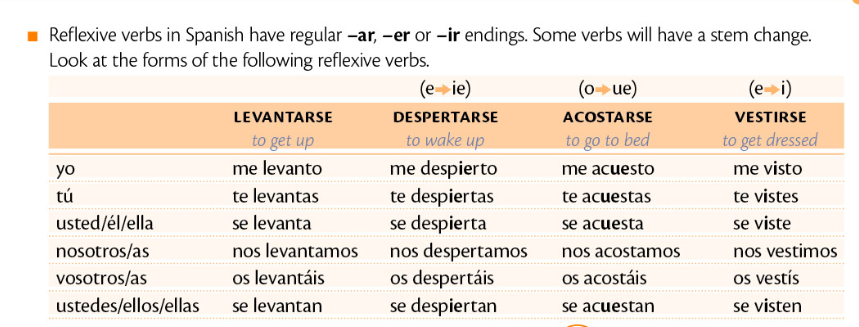 Reflexive verbs in Spanish have regular –ar, –er or –ir endings. Some verbs will have a stem change.
Look at the forms of the following reflexive verbs.
(e➔ie) (o➔ue) (e➔i)
LEVANTARSE DESPERTARSE ACOSTARSE VESTIRSE
to get up to wake up to go to bed to get dressed
yo me levanto me despierto me acuesto me visto
tú te levantas te despiertas te acuestas te vistes
usted/él/ella se levanta se despierta se acuesta se viste
nosotros/as nos levantamos nos despertamos nos acostamos nos vestimos
vosotros/as os levantáis os despertáis os acostáis os vestís
ustedes/ellos/ellas se levantan se despiertan se acuestan se visten